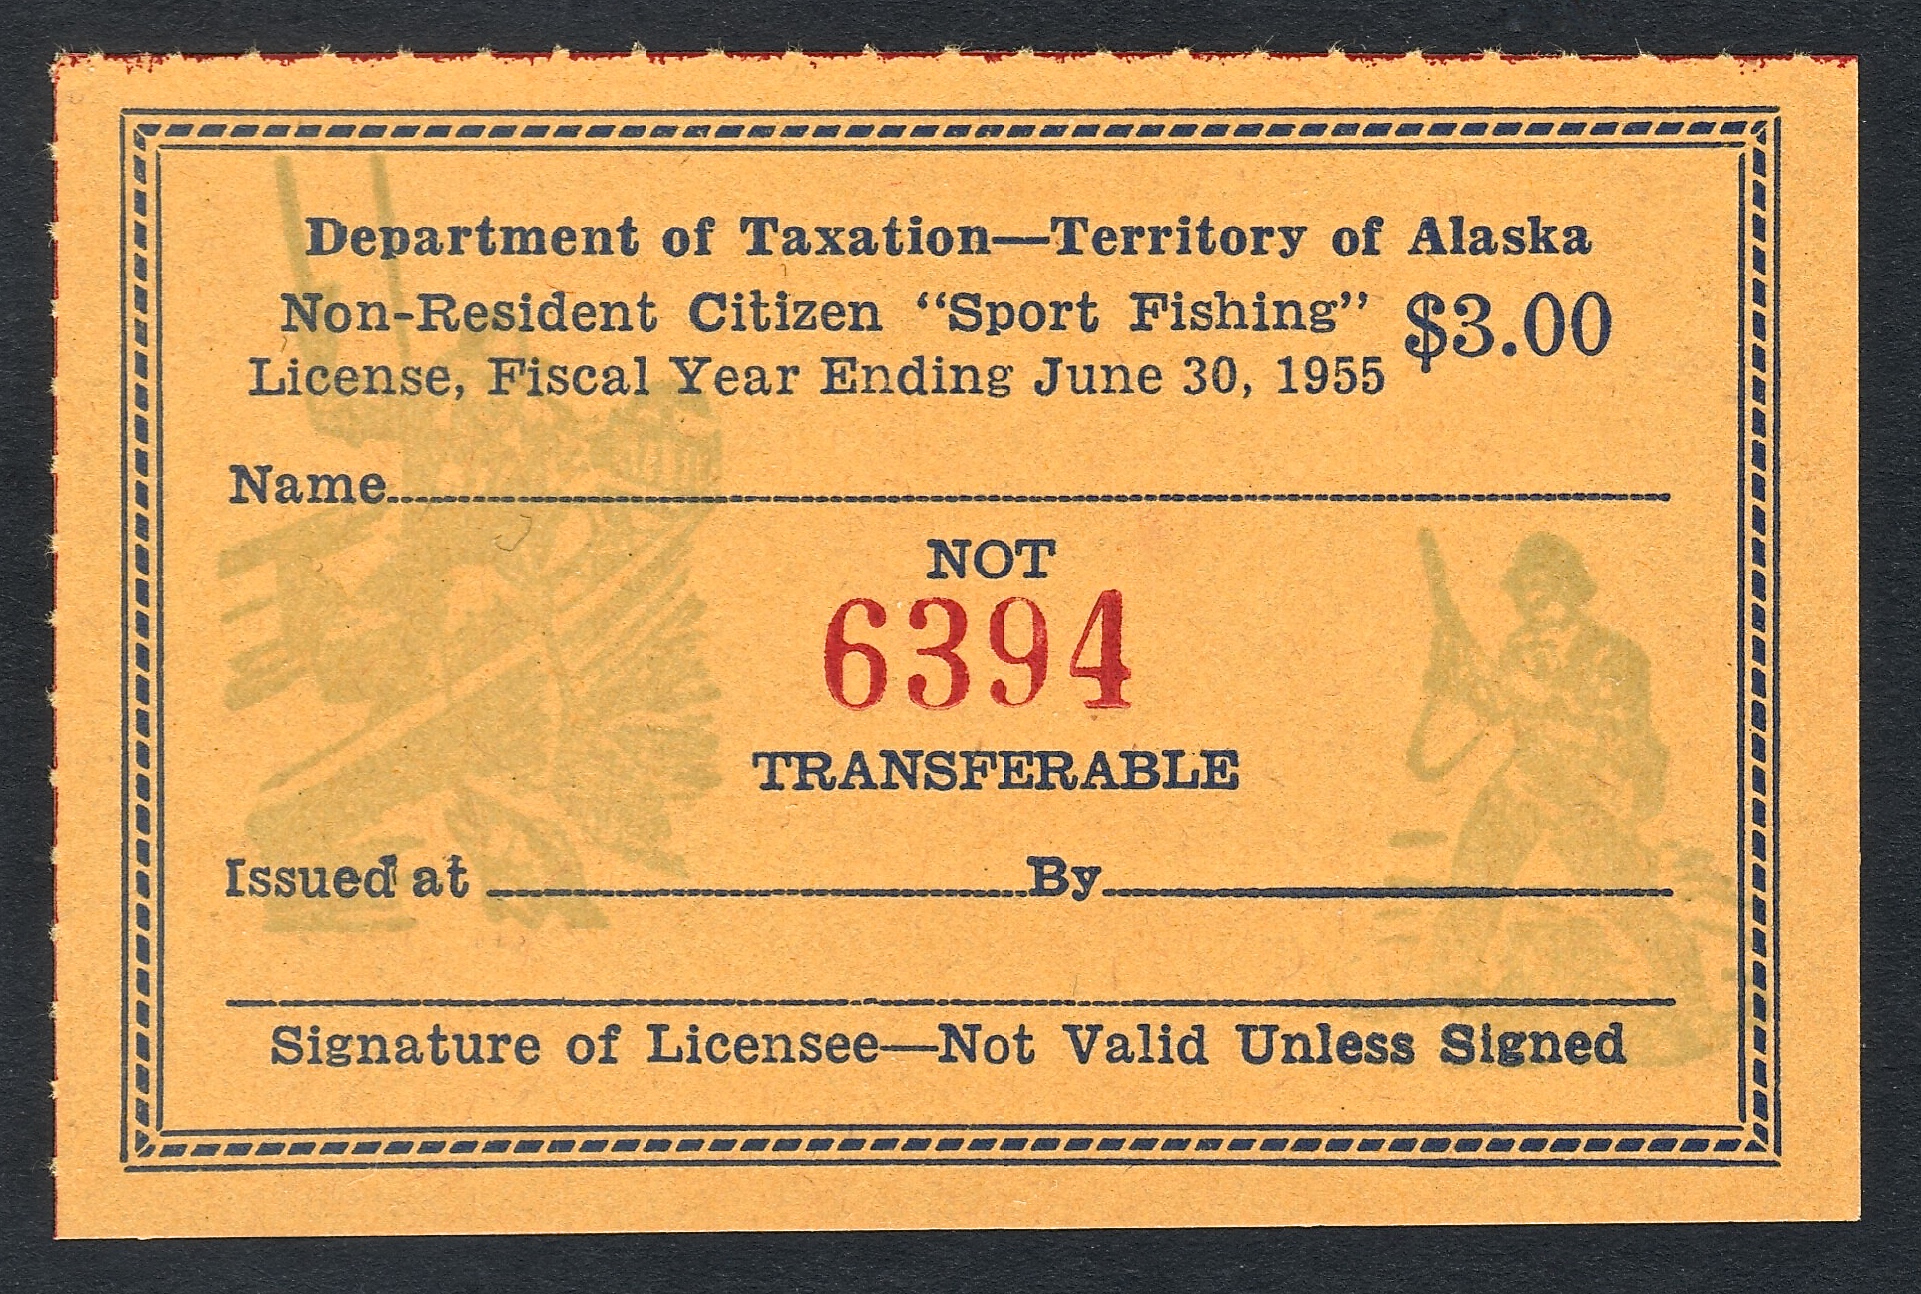 Department of Taxation—Territory of Alaska
Non-Resident Citizen "Sport Fishing" $3.00
License, Fiscal Year Ending June 30, 1955
Name
NOT
6394
TRANSFERABLE
Issued at By
Signature of Licensee—Not Valid Unless Signed